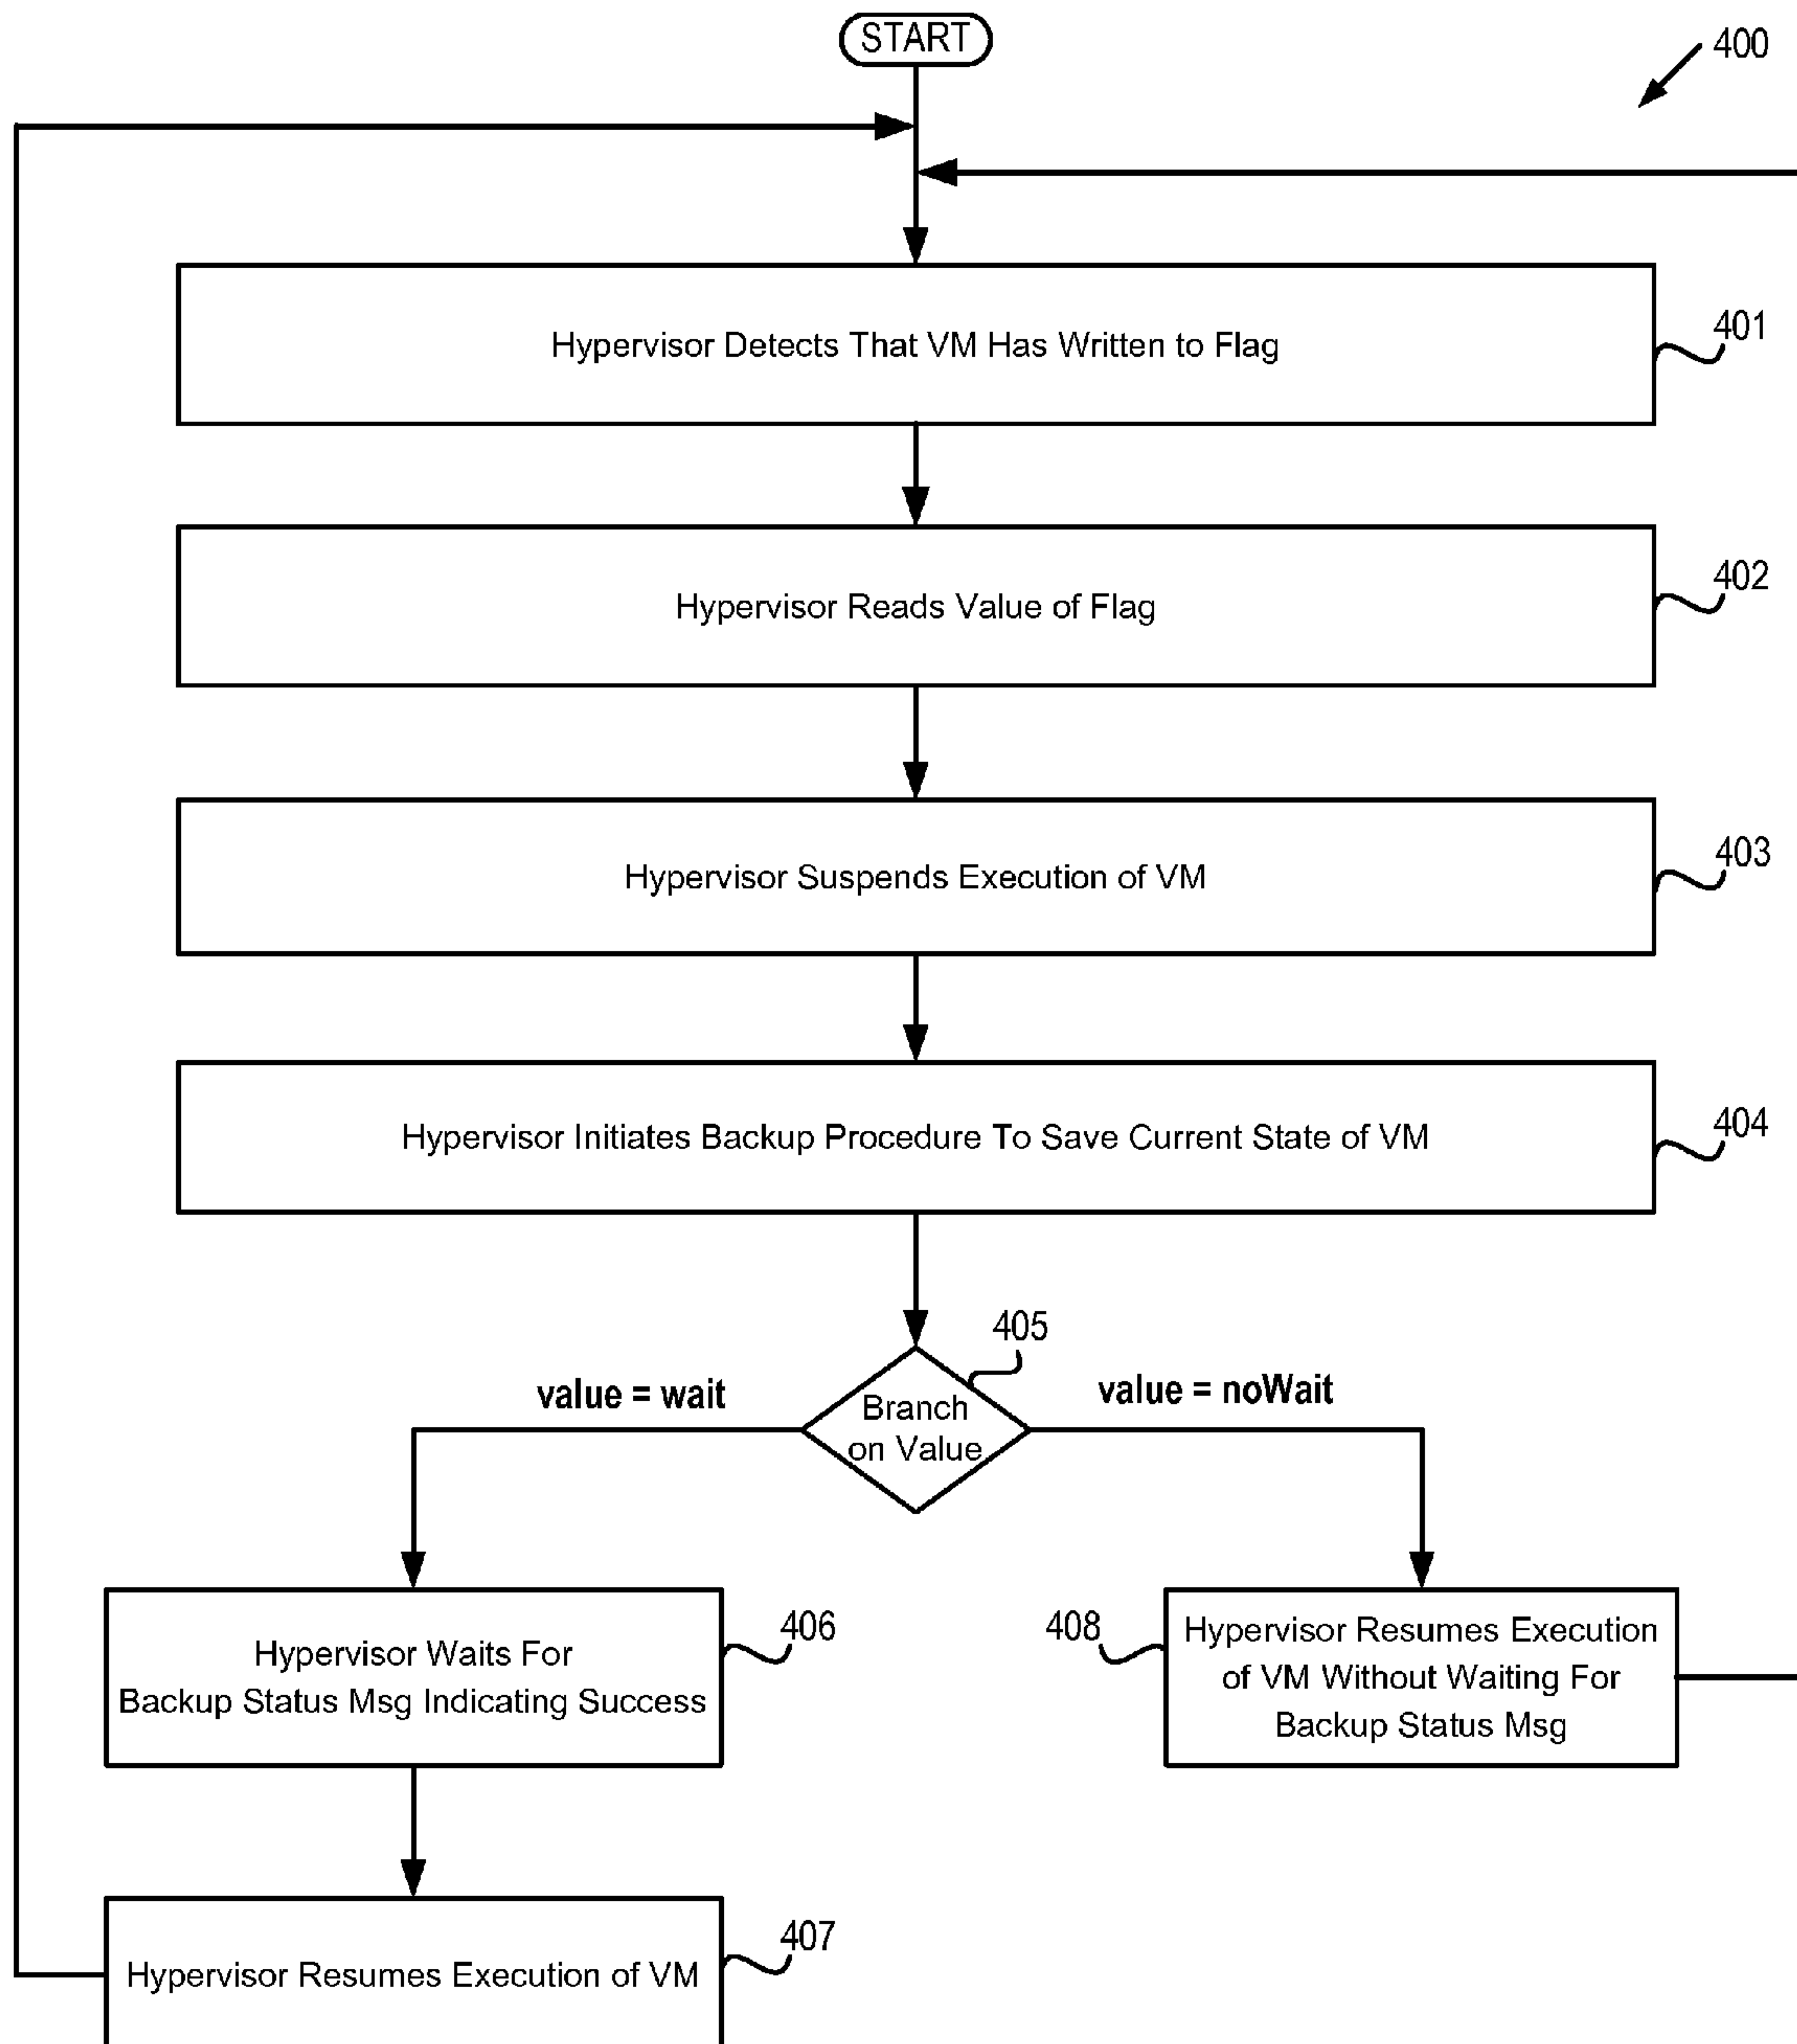 START
400
Hypervisor Detects That VM Has Written to Flag
401
Hypervisor Reads Value of Flag
402
Hypervisor Suspends Execution of VM
403
Hypervisor Initiates Backup Procedure To Save Current State of VM
404
405
value = wait
Branch
on Value
value = noWait
Hypervisor Waits For
Backup Status Msg Indicating Success
406
408
Hypervisor Resumes Execution
of VM Without Waiting For
Backup Status Msg
Hypervisor Resumes Execution of VM
407